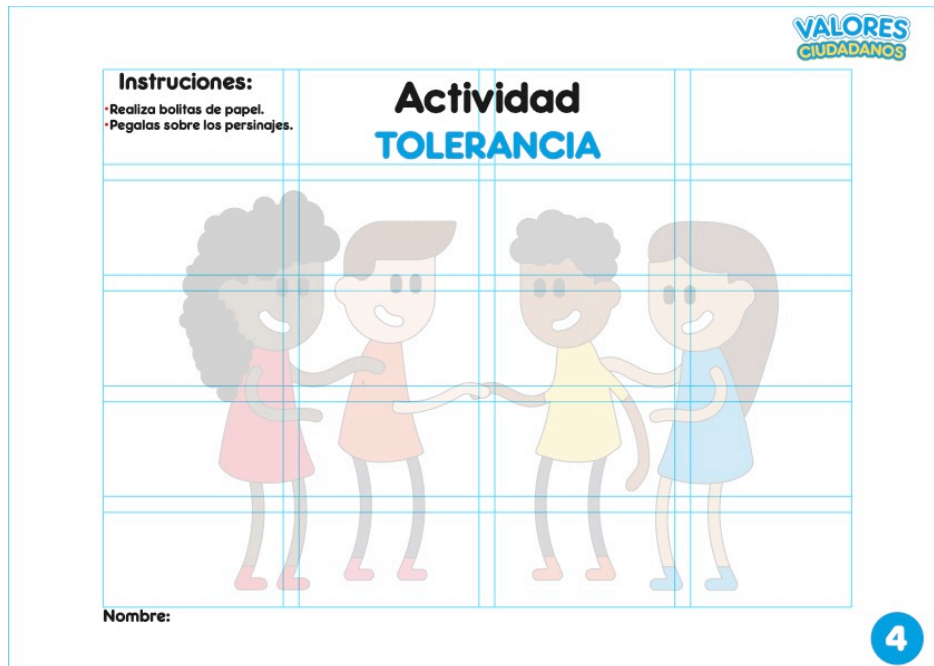 VALORES
CIUDADANOS
Instruciones:
•Realiza bolitas de papel.
•Pegalas sobre los persinajes.
Actividad
TOLERANCIA
Nombre:
4